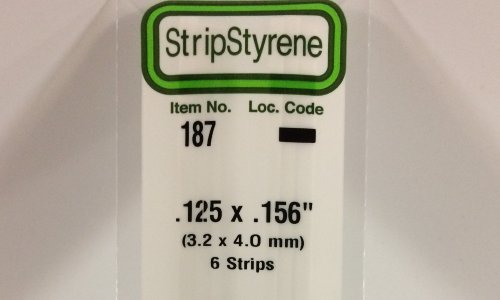 StripStyrene
Item No. Loc. Code
187
.125 x .156"
(3.2 x 4.0 mm)
6 Strips